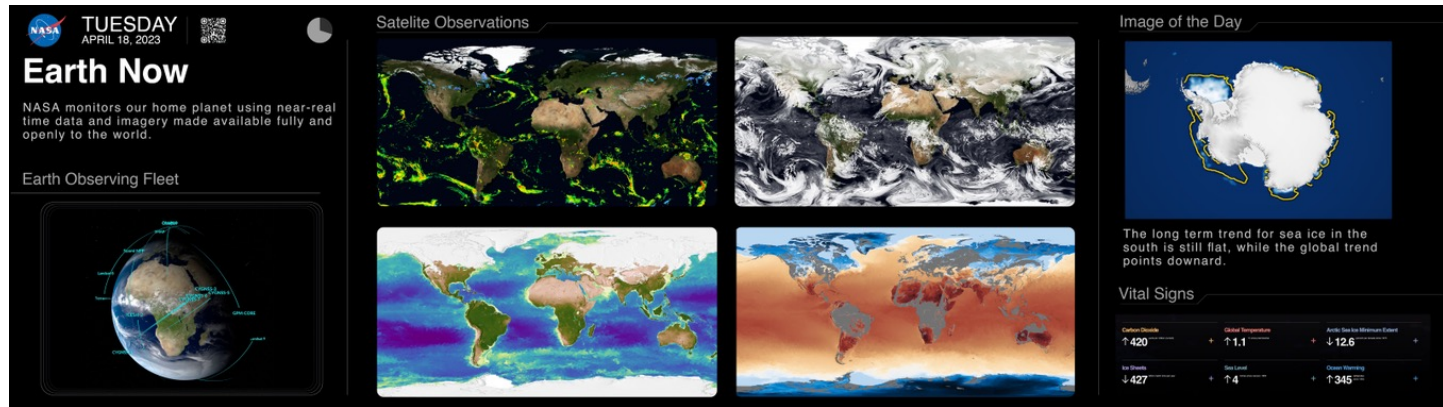 NASA
TUESDAY
APRIL 18, 2023
Earth Now
NASA monitors our home planet using near-real
time data and imagery made available fully and
openly to the world.
Earth Observing Fleet
GPM CORE
Satelite Observations
Image of the Day
The long term trend for sea ice in the
south is still flat, while the global trend
points downard.
Vital Signs
Carbon Dioxide
↑420
Global Temperature
↑1.1
Arctic Sea Ice Minimum Extent
↓12.6
Ice Sheets
↓427
Sea Level
↑4
Ocean Warming
↑345